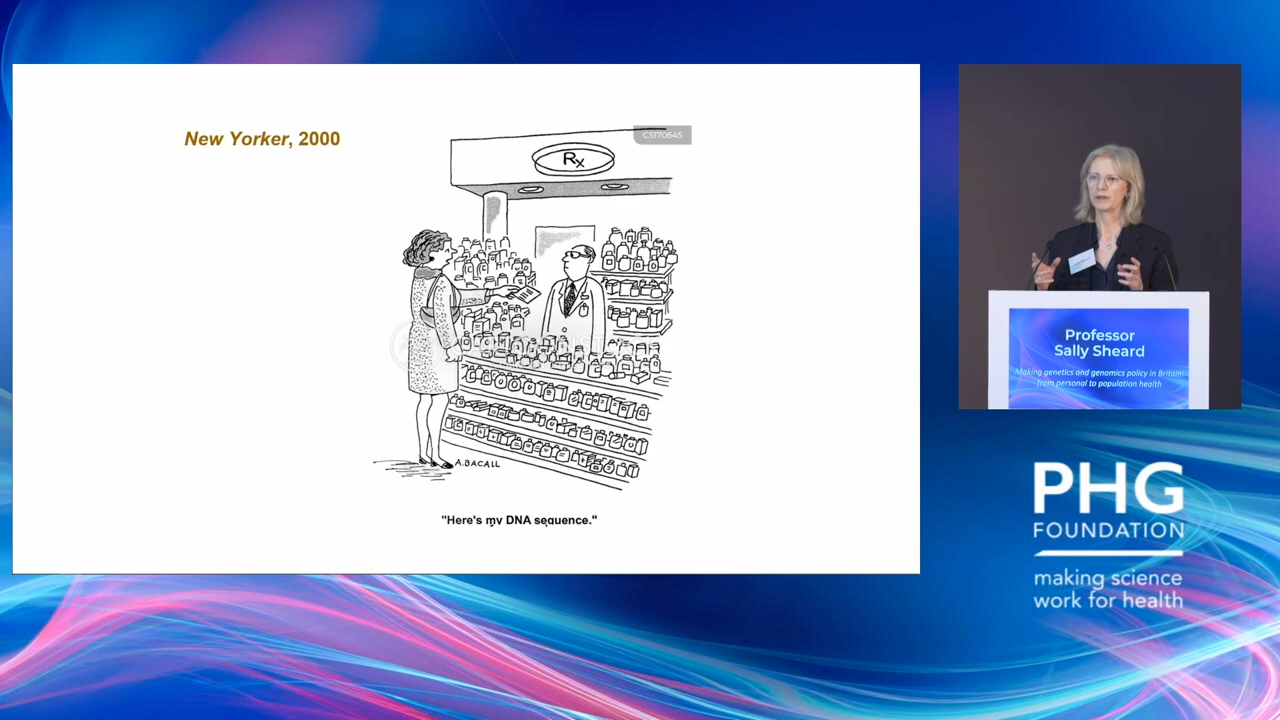 New Yorker, 2000
CS170645
Rx
A.BACALL
"Here's my DNA sequence."
Professor
Sally Sheard
Making genetics and genomics policy in Britain:
from personal to population health
PHG
FOUNDATION
making science
work for health